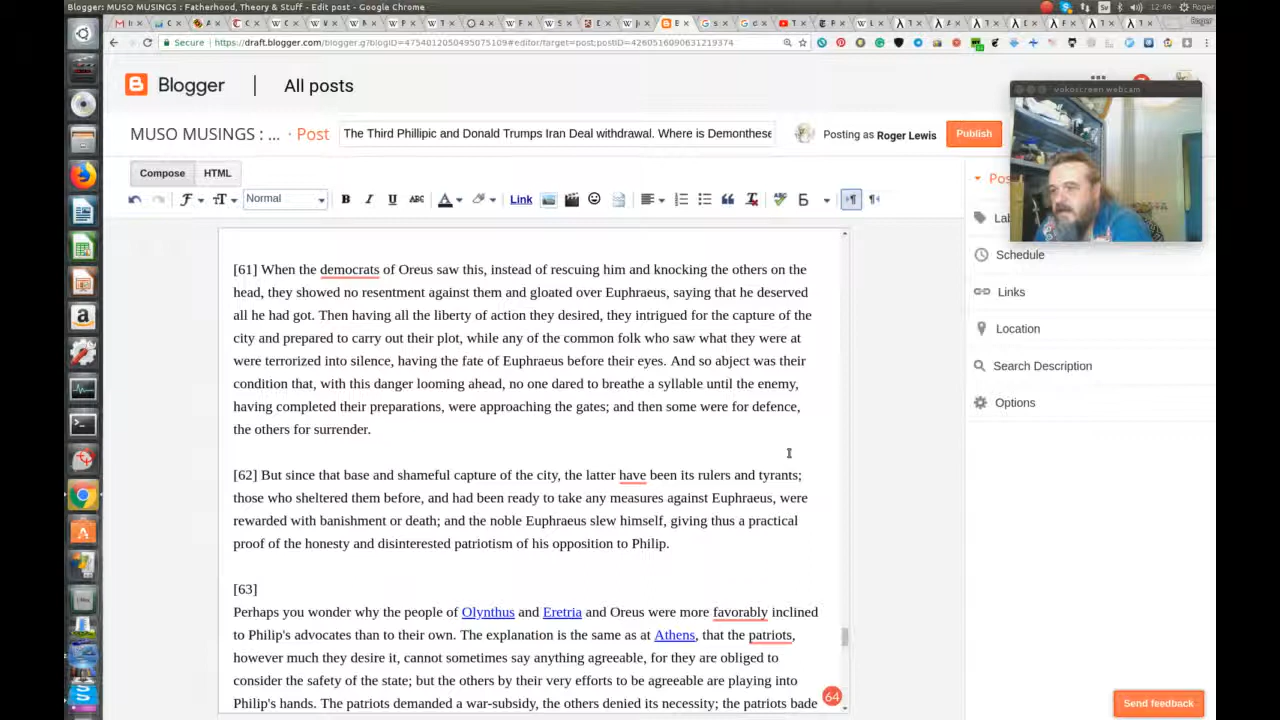 Blogger: MUSO MUSINGS : Fatherhood, Theory & Stuff - Edit post - Google Chrome
Sv
12:46
Roger
Roger
Secure
https://draft.blogger.com/blogger.g?blogID=475401205049507510​9#editor/target=post;postID=4260516090631219374
Blogger
All posts
vokoscreen webcam
MUSO MUSINGS : ...
Post
The Third Phillipic and Donald Trumps Iran Deal withdrawal. Where is Demonthese
Posting as Roger Lewis
Publish
Compose
HTML
Normal
B
I
U
ABC
A
Link
Schedule
Links
Location
Search Description
Options
[61] When the democrats of Oreus saw this, instead of rescuing him and knocking the others on the
head, they showed no resentment against them and gloated over Euphraeus, saying that he deserved
all he had got. Then having all the liberty of action they desired, they intrigued for the capture of the
city and prepared to carry out their plot, while any of the common folk who saw what they were at
were terrorized into silence, having the fate of Euphraeus before their eyes. And so abject was their
condition that, with this danger looming ahead, no one dared to breathe a syllable until the enemy,
having completed their preparations, were approaching the gates; and then some were for defence,
the others for surrender.
[62] But since that base and shameful capture of the city, the latter have been its rulers and tyrants;
those who sheltered them before, and had been ready to take any measures against Euphraeus, were
rewarded with banishment or death, and the noble Euphraeus slew himself, giving thus a practical
proof of the honesty and disinterested patriotism of his opposition to Philip.
[63]
Perhaps you wonder why the people of Olynthus and Eretria and Oreus were more favorably inclined
to Philip's advocates than to their own. The explanation is the same as at Athens, that the patriots,
however much they desire it, cannot sometimes say anything agreeable, for they are obliged to
consider the safety of the state; but the others by their very efforts to be agreeable are playing into
Philip's hands. The patriots demanded a war-subsidy, the others denied its necessity; the patriots bade
64
Send feedback